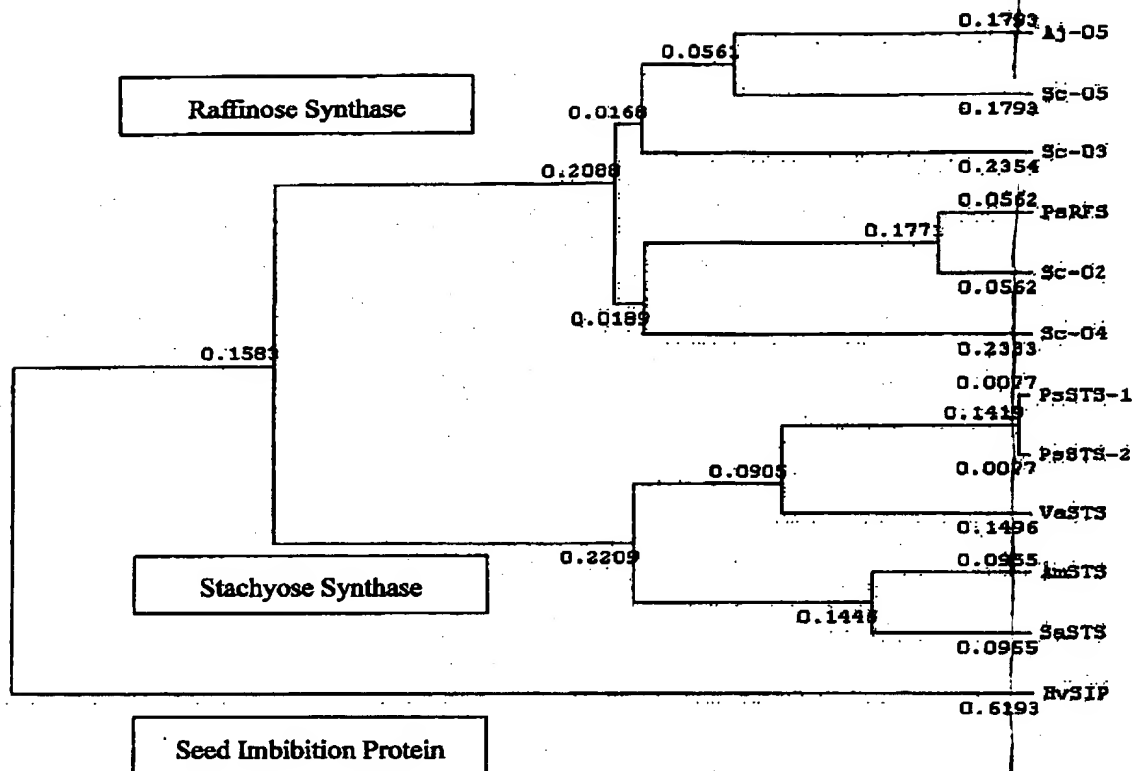 0.1793
Aj-05
0.0561
Raffinose Synthase
Sc-05
0.1793
0.0168
Sc-03
0.2354
0.2088
0.0562
PsRFS
0.1771
Sc-02
0.0562
0.0189
Sc-04
0.2333
0.1583
0.0077
PsSTS-1
0.1419
PsSTS-2
0.0077
0.0905
VaSTS
0.1496
0.2209
0.0955
AmSTS
Stachyose Synthase
0.1446
SaSTS
0.0955
HvSIP
0.6193
Seed Imbibition Protein